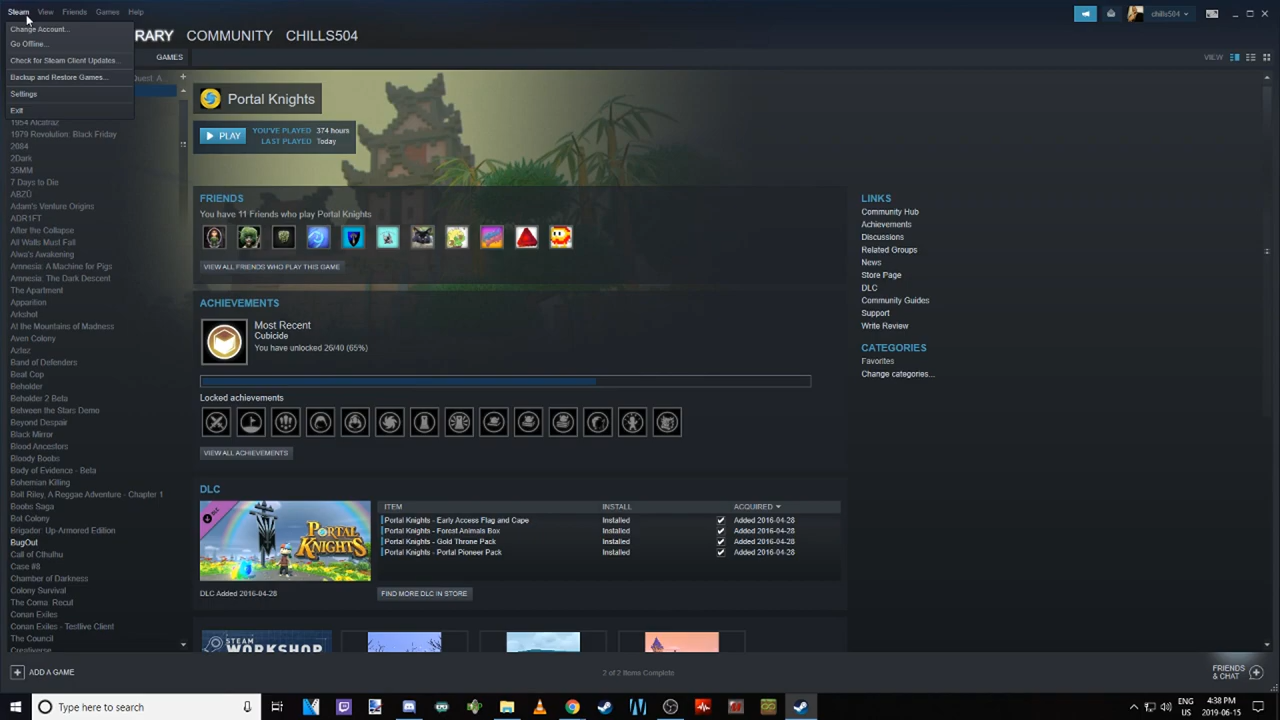 Steam View Friends Games Help
chills504
Change Account...
Go Offline...
Check for Steam Client Updates...
Backup and Restore Games...
Settings
Exit
RARY COMMUNITY CHILLS504
GAMES
VIEW
Quest A
1954 Alcatraz
1979 Revolution: Black Friday
2084
2Dark
35MM
7 Days to Die
ABZÛ
Adam's Venture Origins
ADR1FT
After the Collapse
All Walls Must Fall
Alwa's Awakening
Amnesia: A Machine for Pigs
Amnesia: The Dark Descent
The Apartment
Apparition
Arkshot
At the Mountains of Madness
Aven Colony
Aztez
Band of Defenders
Beat Cop
Beholder
Beholder 2 Beta
Between the Stars Demo
Beyond Despair
Black Mirror
Blood Ancestors
Bloody Boobs
Body of Evidence - Beta
Bohemian Killing
Bolt Riley, A Reggae Adventure - Chapter 1
Boobs Saga
Bot Colony
Brigador: Up-Armored Edition
BugOut
Call of Cthulhu
Case #8
Chamber of Darkness
Colony Survival
The Coma: Recut
Conan Exiles
Conan Exiles - Testlive Client
The Council
Creativerse
Portal Knights
PLAY
YOU'VE PLAYED 374 hours
LAST PLAYED Today
FRIENDS
You have 11 Friends who play Portal Knights
VIEW ALL FRIENDS WHO PLAY THIS GAME
ACHIEVEMENTS
Most Recent
Cubicide
You have unlocked 26/40 (65%)
Locked achievements
VIEW ALL ACHIEVEMENTS
DLC
ITEM INSTALL ACQUIRED
Portal Knights - Early Access Flag and Cape Installed Added 2016-04-28
Portal Knights - Forest Animals Box Installed Added 2016-04-28
Portal Knights - Gold Throne Pack Installed Added 2016-04-28
Portal Knights - Portal Pioneer Pack Installed Added 2016-04-28
PORTAL
KNIGHTS
DLC Added 2016-04-28
FIND MORE DLC IN STORE
STEAM
WORKSHOP
LINKS
Community Hub
Achievements
Discussions
Related Groups
News
Store Page
DLC
Community Guides
Support
Write Review
CATEGORIES
Favorites
Change categories...
ADD A GAME
2 of 2 Items Complete
FRIENDS
& CHAT
Type here to search
ENG
US
4:38 PM
2019-06-15